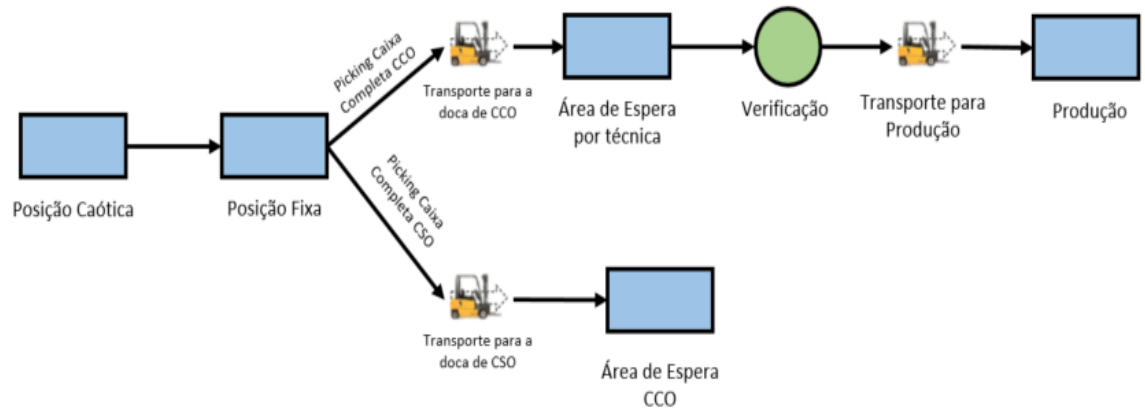 Picking Caixa
Completa CCO
Transporte para a
doca de CCO
Área de Espera
por técnica
Verificação
Transporte para
Produção
Produção
Posição Caótica
Posição Fixa
Picking Caixa
Completa CSO
Transporte para a
doca de CSO
Área de Espera
CCO